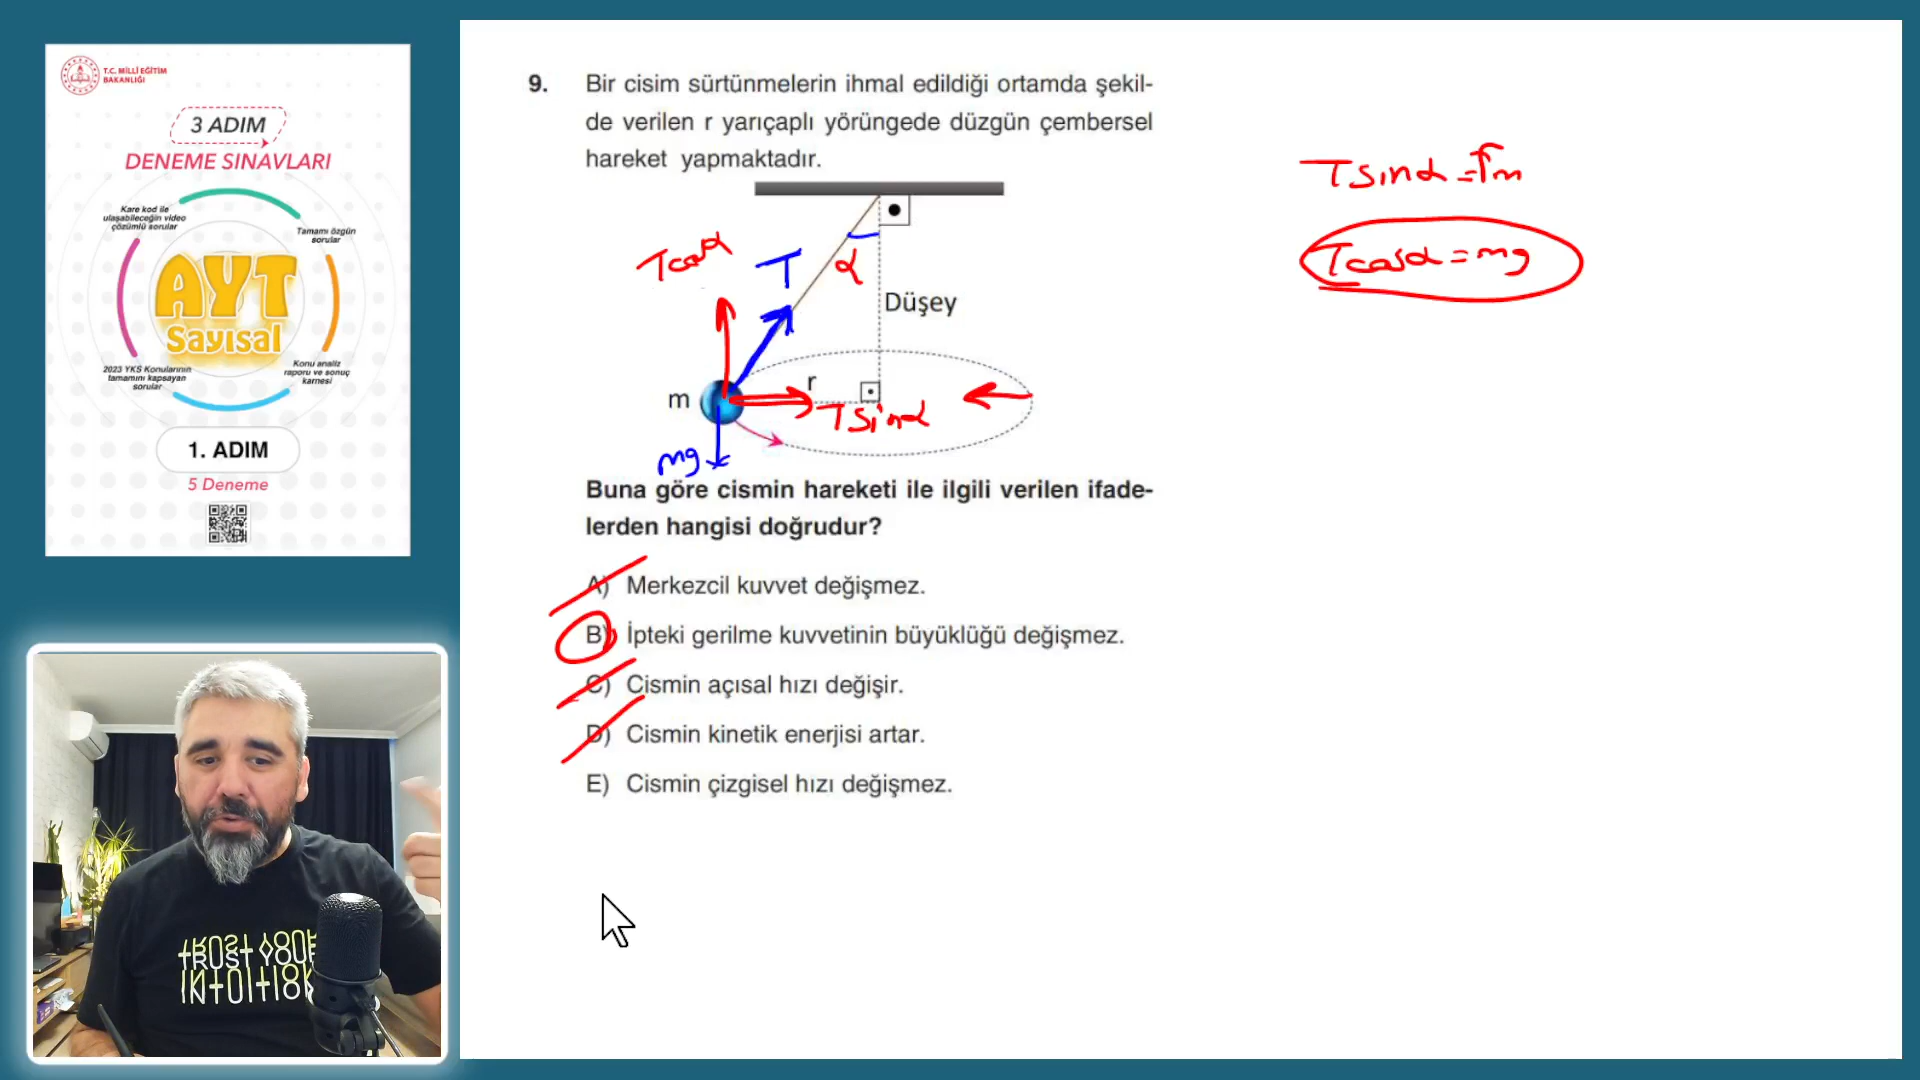 T.C. MİLLİ EĞİTİM
BAKANLIĞI
3 ADIM
DENEME SINAVLARI
Kare kod ile
ulaşabileceğin video
çözümlü sorular
Tamamı özgün
sorular
AYT
Sayısal
2023 YKS Konularının
tamamını kapsayan
sorular
Konu analiz
raporu ve sonuç
karnesi
1. ADIM
5 Deneme
9. Bir cisim sürtünmelerin ihmal edildiği ortamda şekil-
de verilen r yarıçaplı yörüngede düzgün çembersel
hareket yapmaktadır.
Tsinα = Fm
Tcosα = mg
Tcosα
T
α
Düşey
m
r
Tsinα
mg
Buna göre cismin hareketi ile ilgili verilen ifade-
lerden hangisi doğrudur?
A) Merkezcil kuvvet değişmez.
B) İpteki gerilme kuvvetinin büyüklüğü değişmez.
C) Cismin açısal hızı değişir.
D) Cismin kinetik enerjisi artar.
E) Cismin çizgisel hızı değişmez.
TRUST YOUR
INTUITION